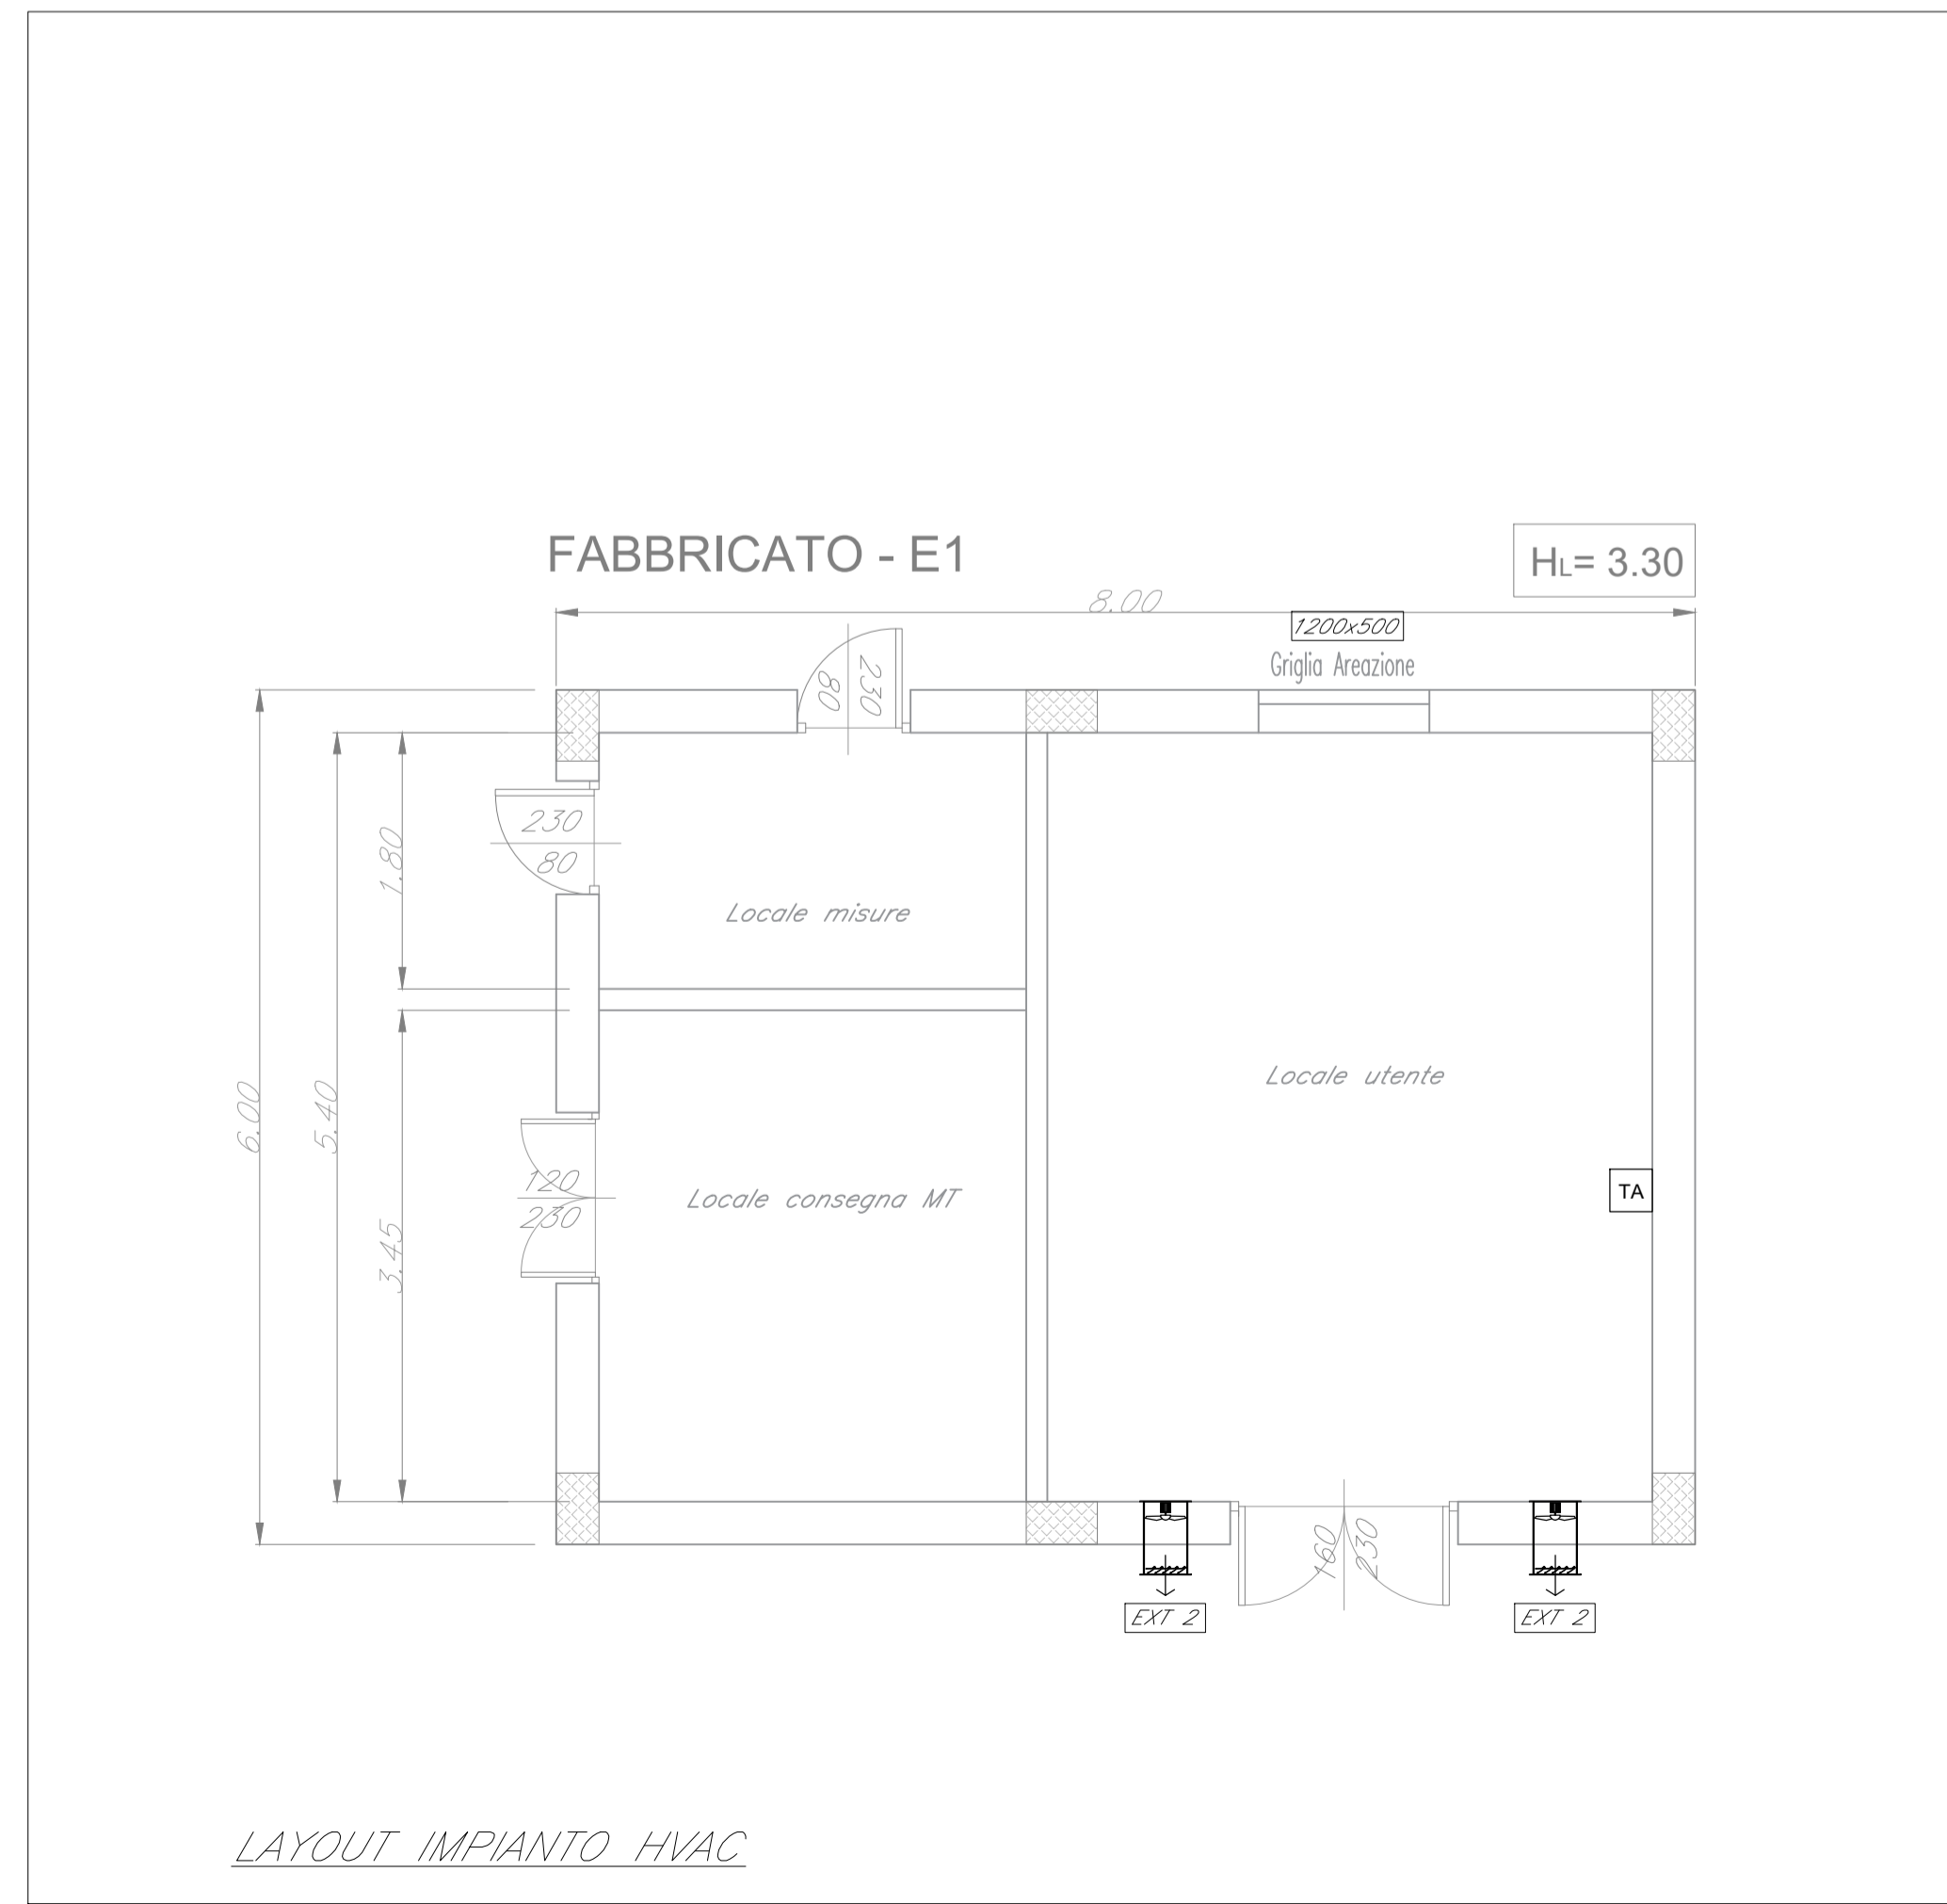 FABBRICATO - E1
HL= 3.30
8.00
1200x500
Griglia Areazione
80
230
230
80
1.80
Locale misure
6.00
5.40
Locale utente
120
230
Locale consegna MT
TA
3.45
160
230
EXT 2
EXT 2
LAYOUT IMPIANTO HVAC